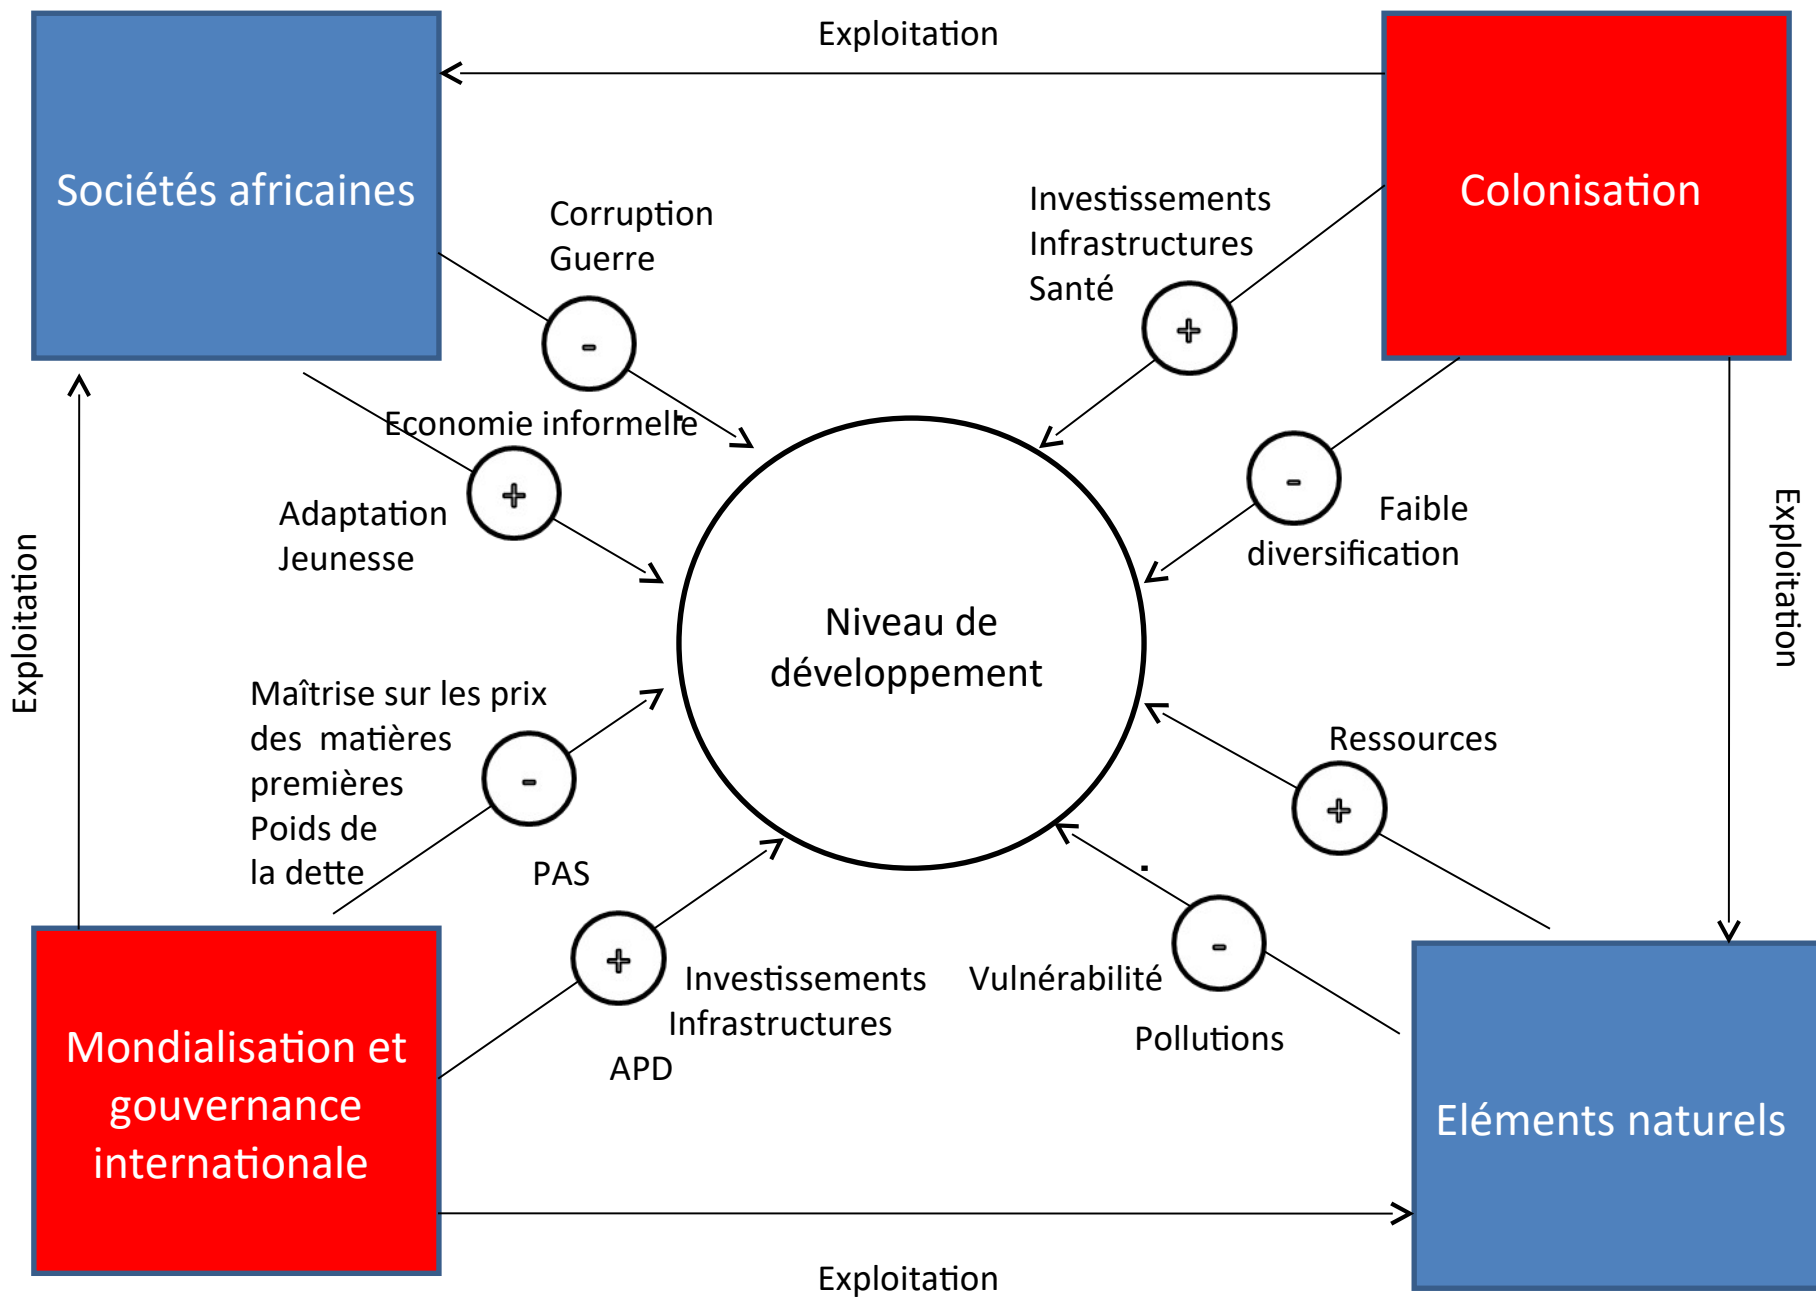 Exploitation
Sociétés africaines
Colonisation
Corruption
Guerre
-
Investissements
Infrastructures
Santé
+
Economie informelle
+
Adaptation
Jeunesse
-
Faible
diversification
Exploitation
Exploitation
Niveau de
développement
Maîtrise sur les prix
des matières
premières
Poids de
la dette
-
PAS
Ressources
+
+
Investissements
Infrastructures
APD
Vulnérabilité
-
Pollutions
Mondialisation et
gouvernance
internationale
Eléments naturels
Exploitation